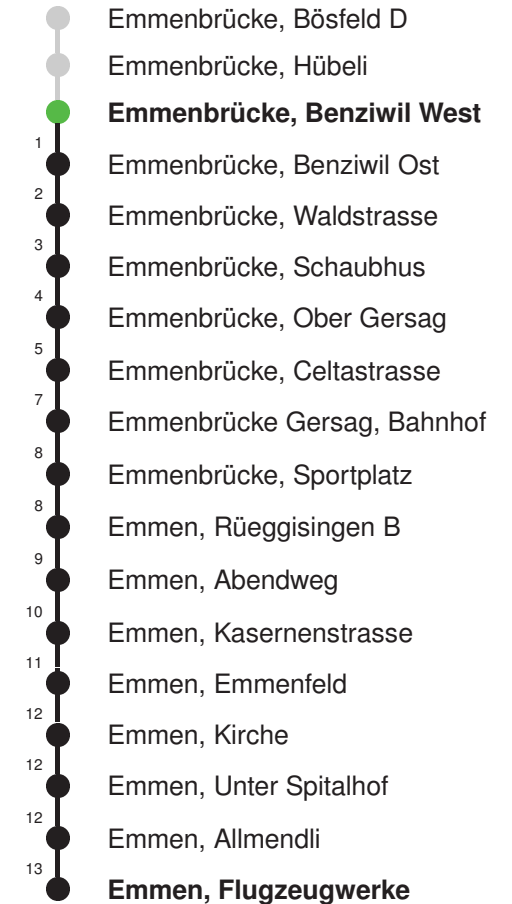 Emmenbrücke, Bösfeld D
Emmenbrücke, Hübeli
Emmenbrücke, Benziwil West
1 Emmenbrücke, Benziwil Ost
2 Emmenbrücke, Waldstrasse
3 Emmenbrücke, Schaubhus
4 Emmenbrücke, Ober Gersag
5 Emmenbrücke, Celtastrasse
7 Emmenbrücke Gersag, Bahnhof
8 Emmenbrücke, Sportplatz
8 Emmen, Rüeggisingen B
9 Emmen, Abendweg
10 Emmen, Kasernenstrasse
11 Emmen, Emmenfeld
12 Emmen, Kirche
12 Emmen, Unter Spitalhof
12 Emmen, Allmendli
13 Emmen, Flugzeugwerke